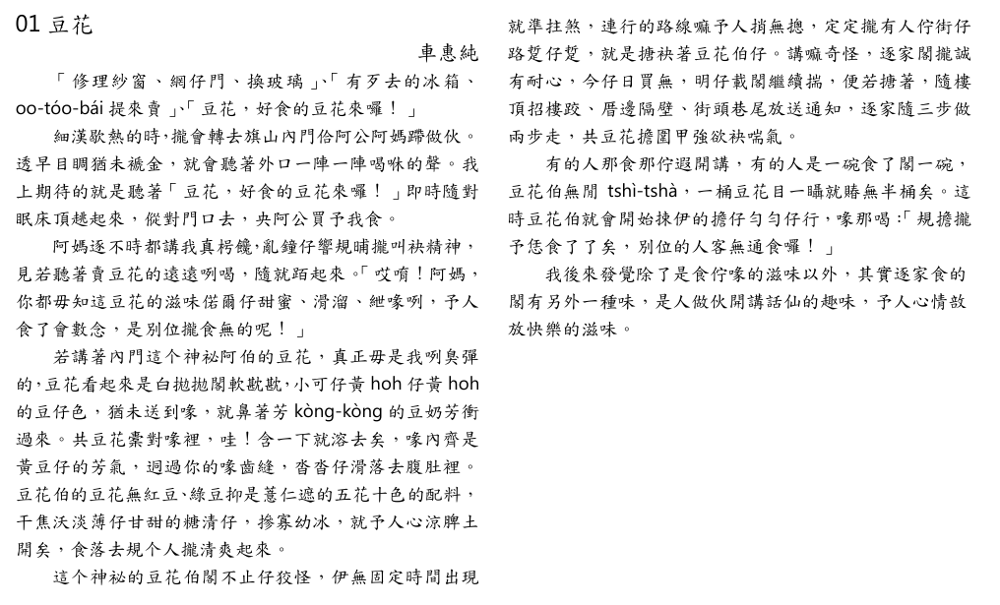 01 豆花
車惠純
「修理紗窗、網仔門、換玻璃」、「有歹去的冰箱、
oo-tóo-bái 提來賣」、「豆花，好食的豆花來囉！」
細漢歇熱的時，攏會轉去旗山內門佮阿公阿媽蹛做伙。
透早目睭猶未褫金，就會聽著外口一陣一陣喝咻的聲。我
上期待的就是聽著「豆花，好食的豆花來囉！」即時隨對
眠床頂趒起來，傱對門口去，央阿公買予我食。
阿媽逐不時都講我真枵饞，亂鐘仔響規晡攏叫袂精神，
見若聽著賣豆花的遠遠咧喝，隨就䟴起來。「哎唷！阿媽，
你都毋知這豆花的滋味偌爾仔甜蜜、滑溜、紲喙咧，予人
食了會數念，是別位攏食無的呢！」
若講著內門這个神祕阿伯的豆花，真正毋是我咧臭彈
的，豆花看起來是白拋拋閣軟歁歁，小可仔黃 hoh 仔黃 hoh
的豆仔色，猶未送到喙，就鼻著芳 kòng-kòng 的豆奶芳衝
過來。共豆花橐對喙裡，哇！含一下就溶去矣，喙內齊是
黃豆仔的芳氣，迵過你的喙齒縫，沓沓仔滑落去腹肚裡。
豆花伯的豆花無紅豆、綠豆抑是薏仁遮的五花十色的配料，
干焦沃淡薄仔甘甜的糖清仔，摻寡幼冰，就予人心涼脾土
開矣，食落去規个人攏清爽起來。
這个神祕的豆花伯閣不止仔狡怪，伊無固定時間出現
就準拄煞，連行的路線嘛予人捎無摠，定定攏有人佇街仔
路踅仔踅，就是搪袂著豆花伯仔。講嘛奇怪，逐家閣攏誠
有耐心，今仔日買無，明仔載閣繼續揣，便若搪著，隨樓
頂招樓跤、厝邊隔壁、街頭巷尾放送通知，逐家隨三步做
兩步走，共豆花擔圍甲強欲袂喘氣。
有的人那食那佇遐開講，有的人是一碗食了閣一碗，
豆花伯無閒 tshì-tshà，一桶豆花目一𥍉就賰無半桶矣。這
時豆花伯就會開始捒伊的擔仔勻勻仔行，喙那喝：「規擔攏
予恁食了了矣，別位的人客無通食囉！」
我後來發覺除了是食佇喙的滋味以外，其實逐家食的
閣有另外一種味，是人做伙開講話仙的趣味，予人心情敨
放快樂的滋味。